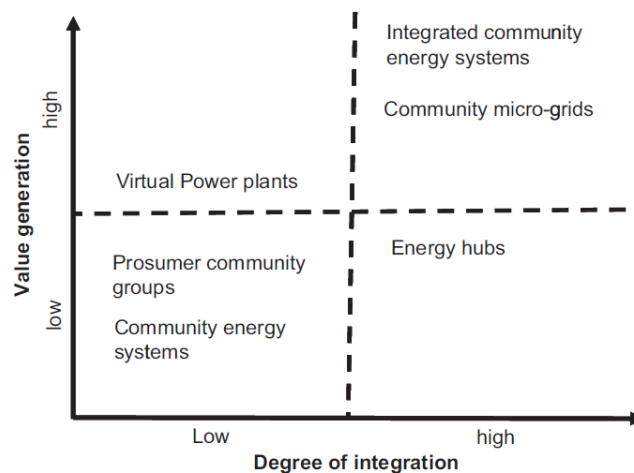 Integrated community
energy systems
Community micro-grids
high
Virtual Power plants
Value generation
Energy hubs
Prosumer community
groups
Community energy
systems
low
Low
high
Degree of integration